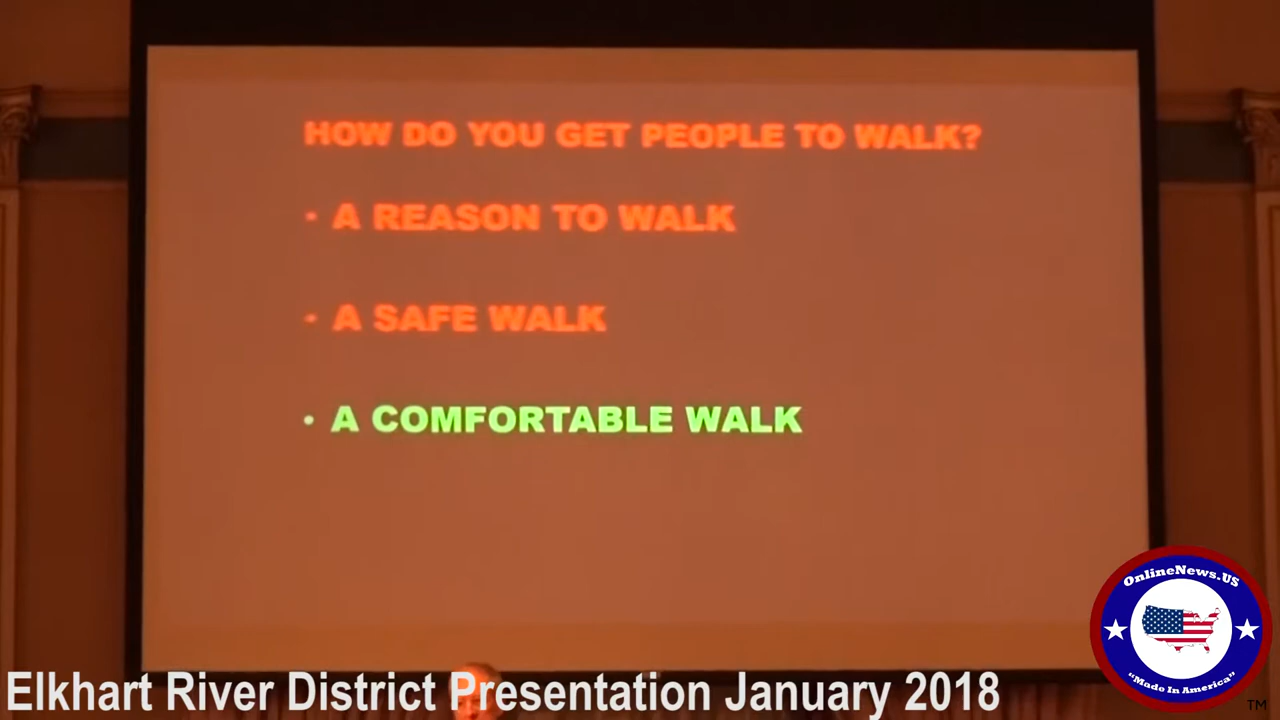 HOW DO YOU GET PEOPLE TO WALK?
• A REASON TO WALK
• A SAFE WALK
• A COMFORTABLE WALK
OnlineNews.US
"Made In America"
TM
Elkhart River District Presentation January 2018